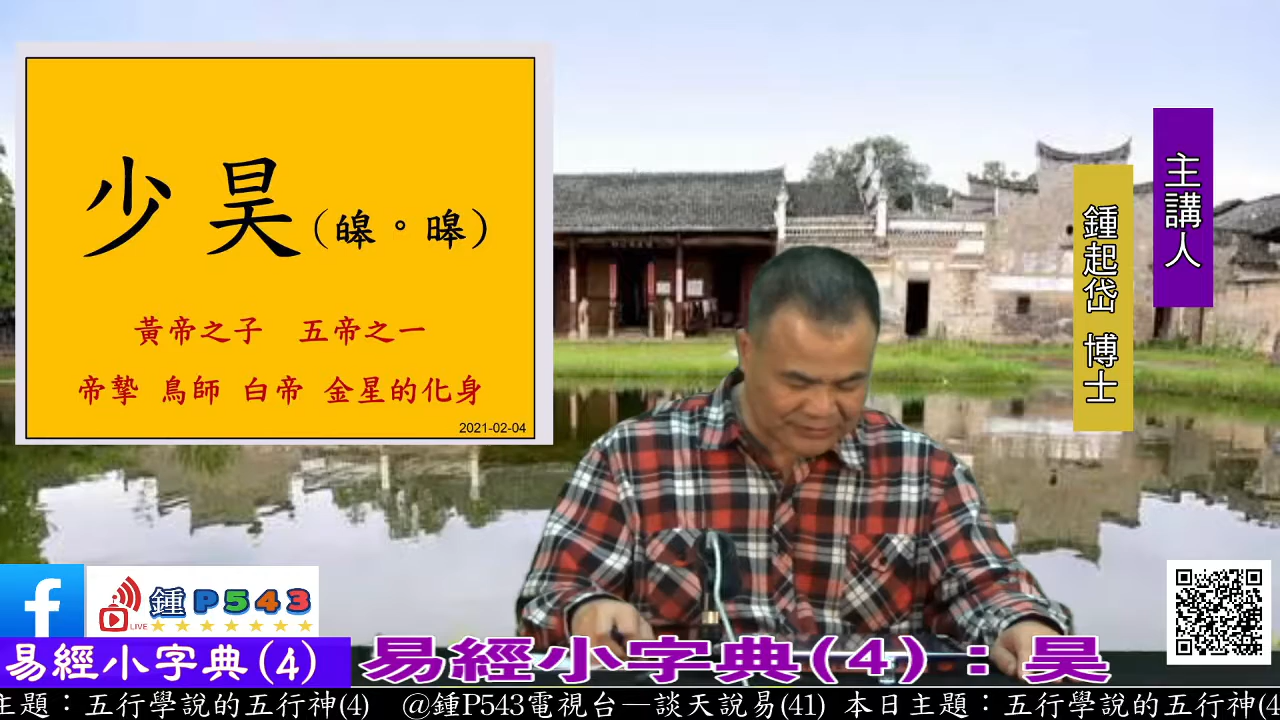 少昊(皞。曍)
黃帝之子 五帝之一
帝摯 鳥師 白帝 金星的化身
2021-02-04
主講人
鍾起岱 博士
LIVE
鍾P543
易經小字典(4)
易經小字典(4)：昊
主題：五行學說的五行神(4) @鍾P543電視台—談天說易(41) 本日主題：五行學說的五行神(4